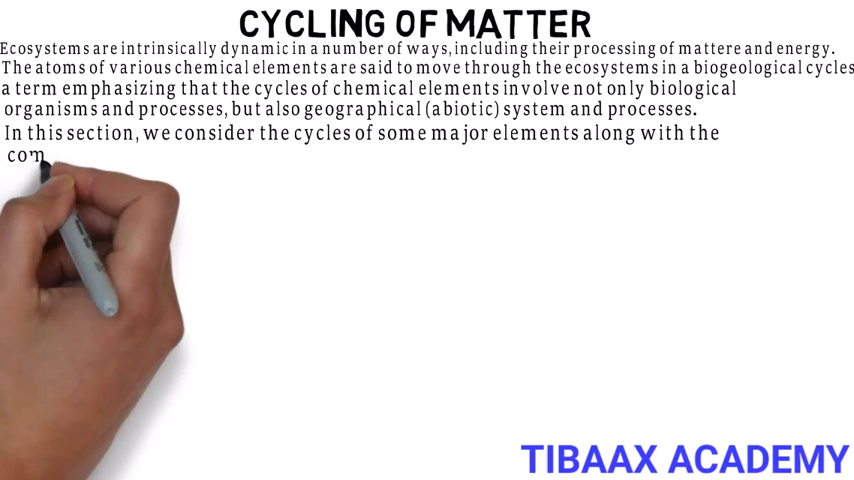 CYCLING OF MATTER
Ecosystems are intrinsically dynamic in a number of ways, including their processing of mattere and energy.
The atoms of various chemical elements are said to move through the ecosystems in a biogeological cycles
a term emphasizing that the cycles of chemical elements involve not only biological
organisms and processes, but also geographical (abiotic) system and processes.
In this section, we consider the cycles of some major elements along with the
com
TIBAAX ACADEMY